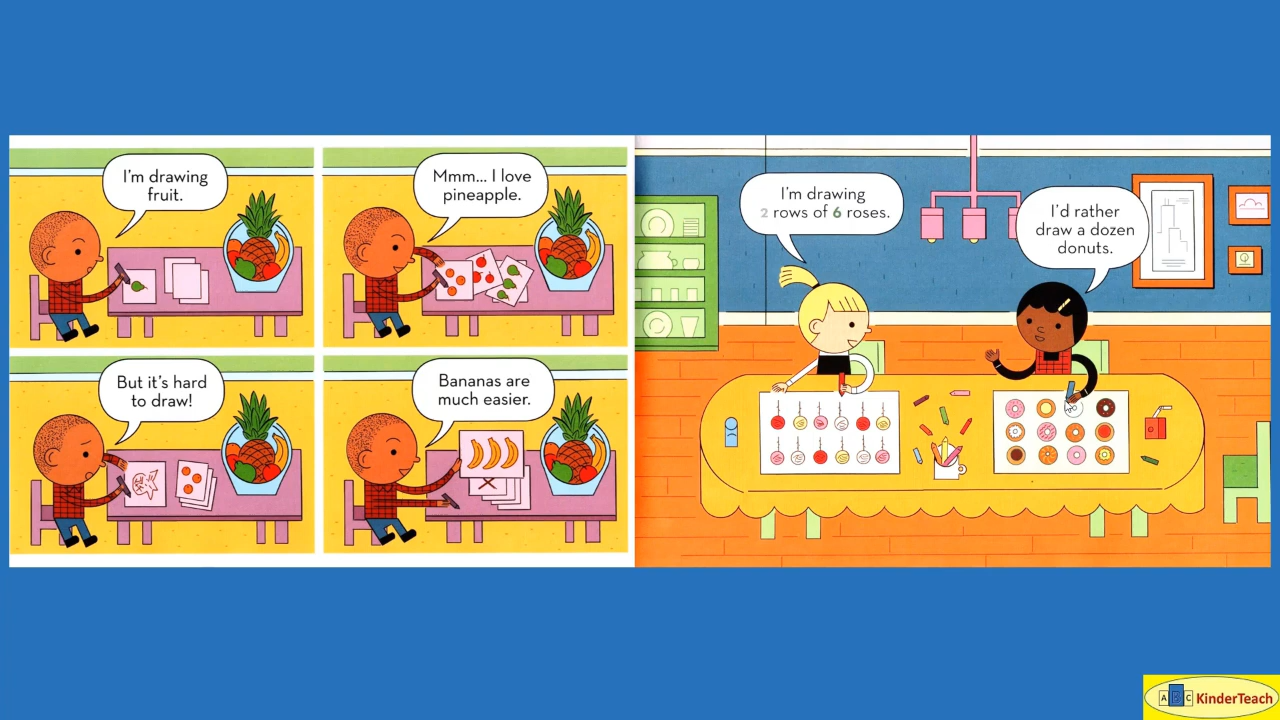 I'm drawing
fruit.
Mmm... I love
pineapple.
But it's hard
to draw!
Bananas are
much easier.
I'm drawing
2 rows of 6 roses.
I'd rather
draw a dozen
donuts.
ABC KinderTeach